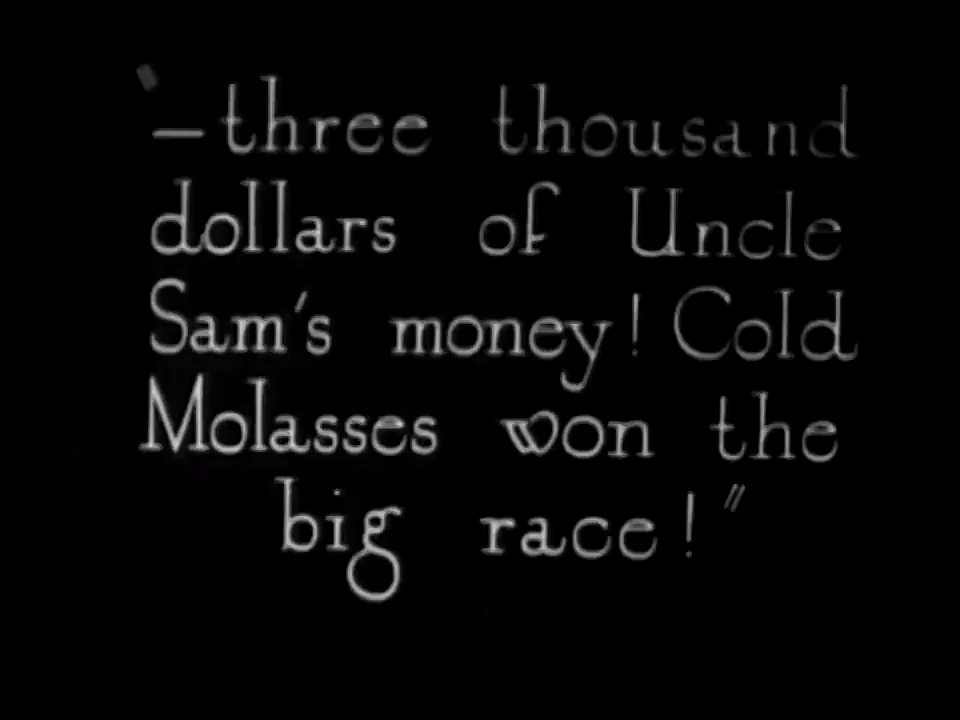 —three thousand
dollars of Uncle
Sam's money! Cold
Molasses won the
big race!"